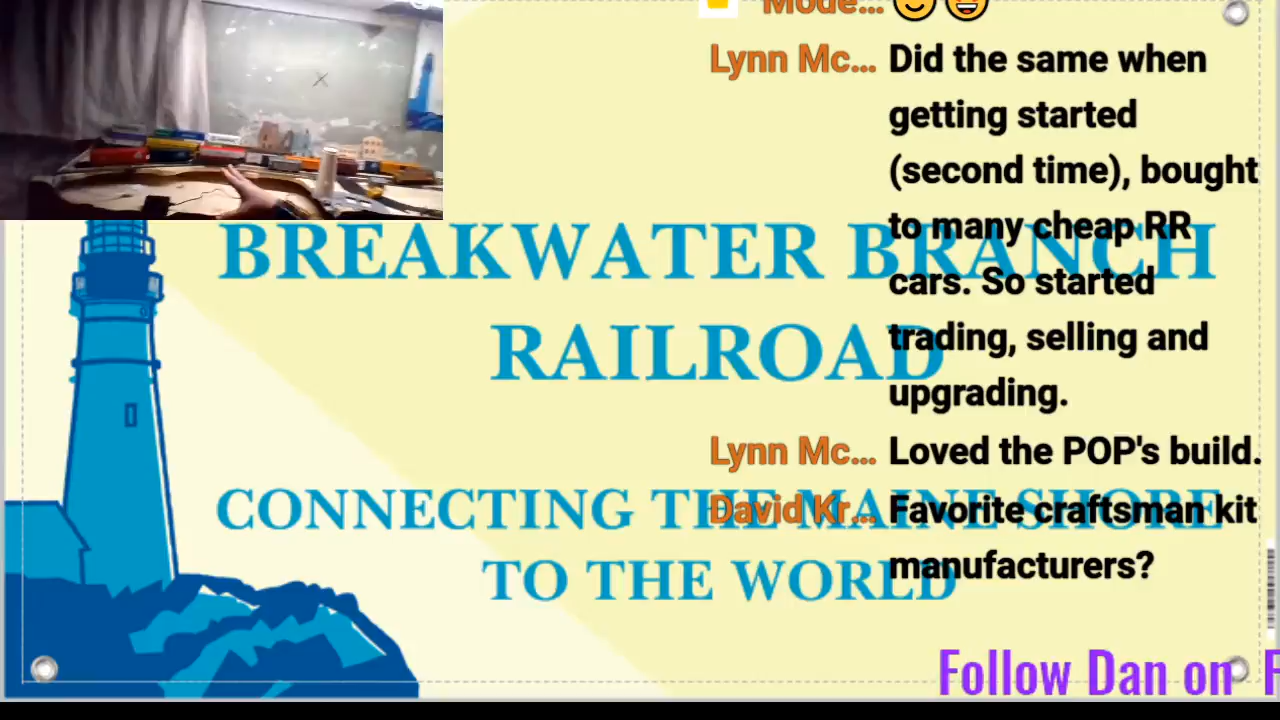 Mode…
Lynn Mc… Did the same when
getting started
(second time), bought
to many cheap RR
cars. So started
trading, selling and
upgrading.
BREAKWATER BRANCH
RAILROAD
Lynn Mc… Loved the POP's build.
David Kr… Favorite craftsman kit
manufacturers?
CONNECTING THE MAINE SHORE
TO THE WORLD
Follow Dan on F